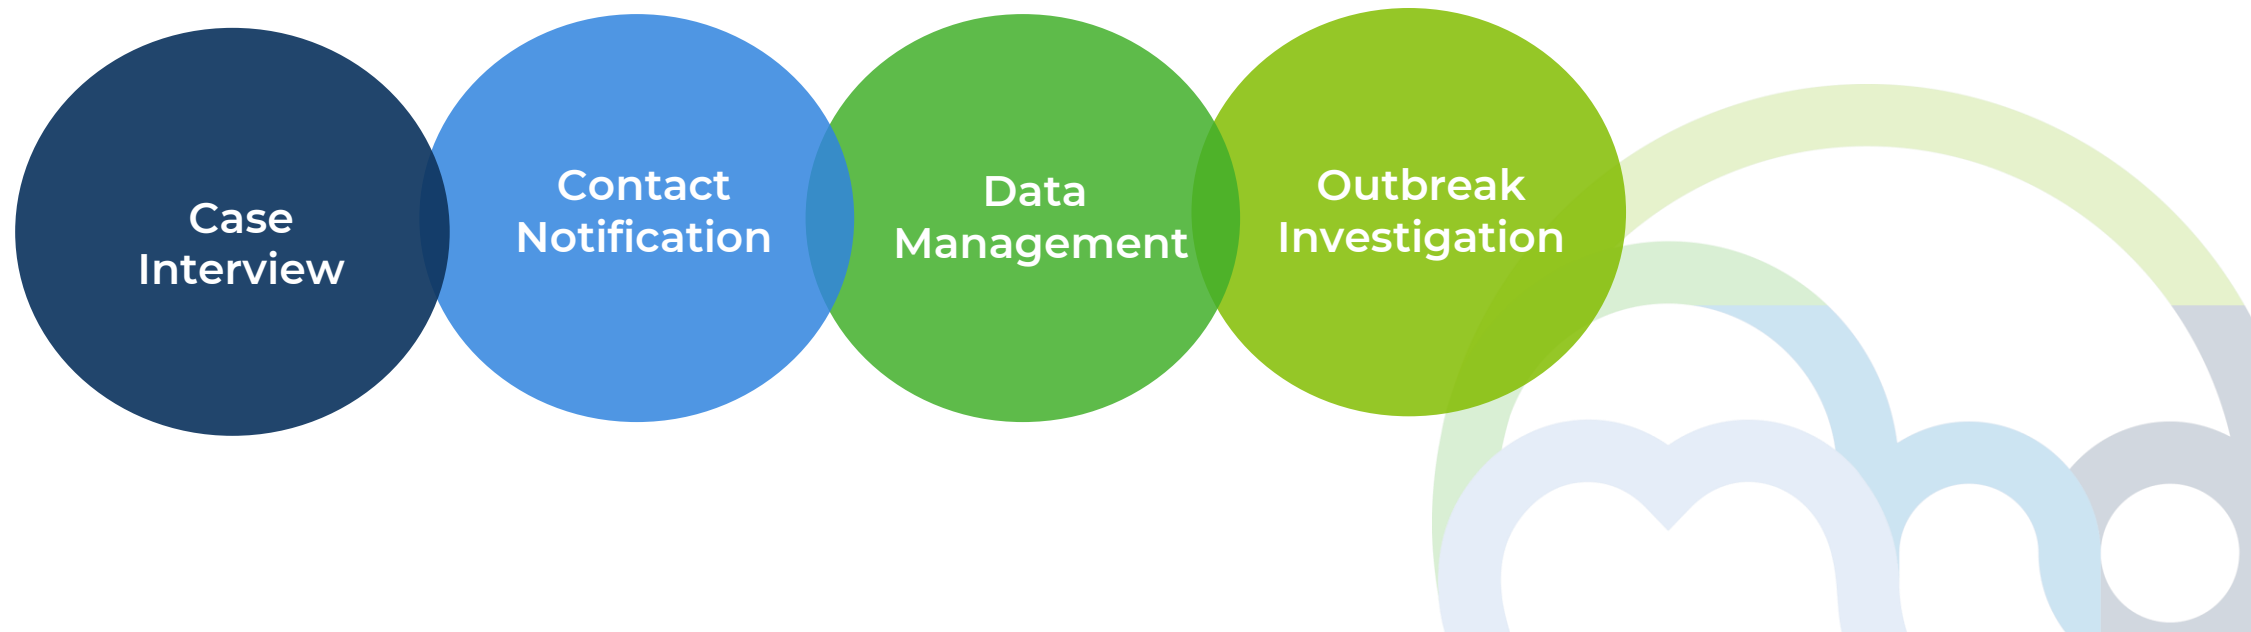 Case
Interview
Contact
Notification
Data
Management
Outbreak
Investigation